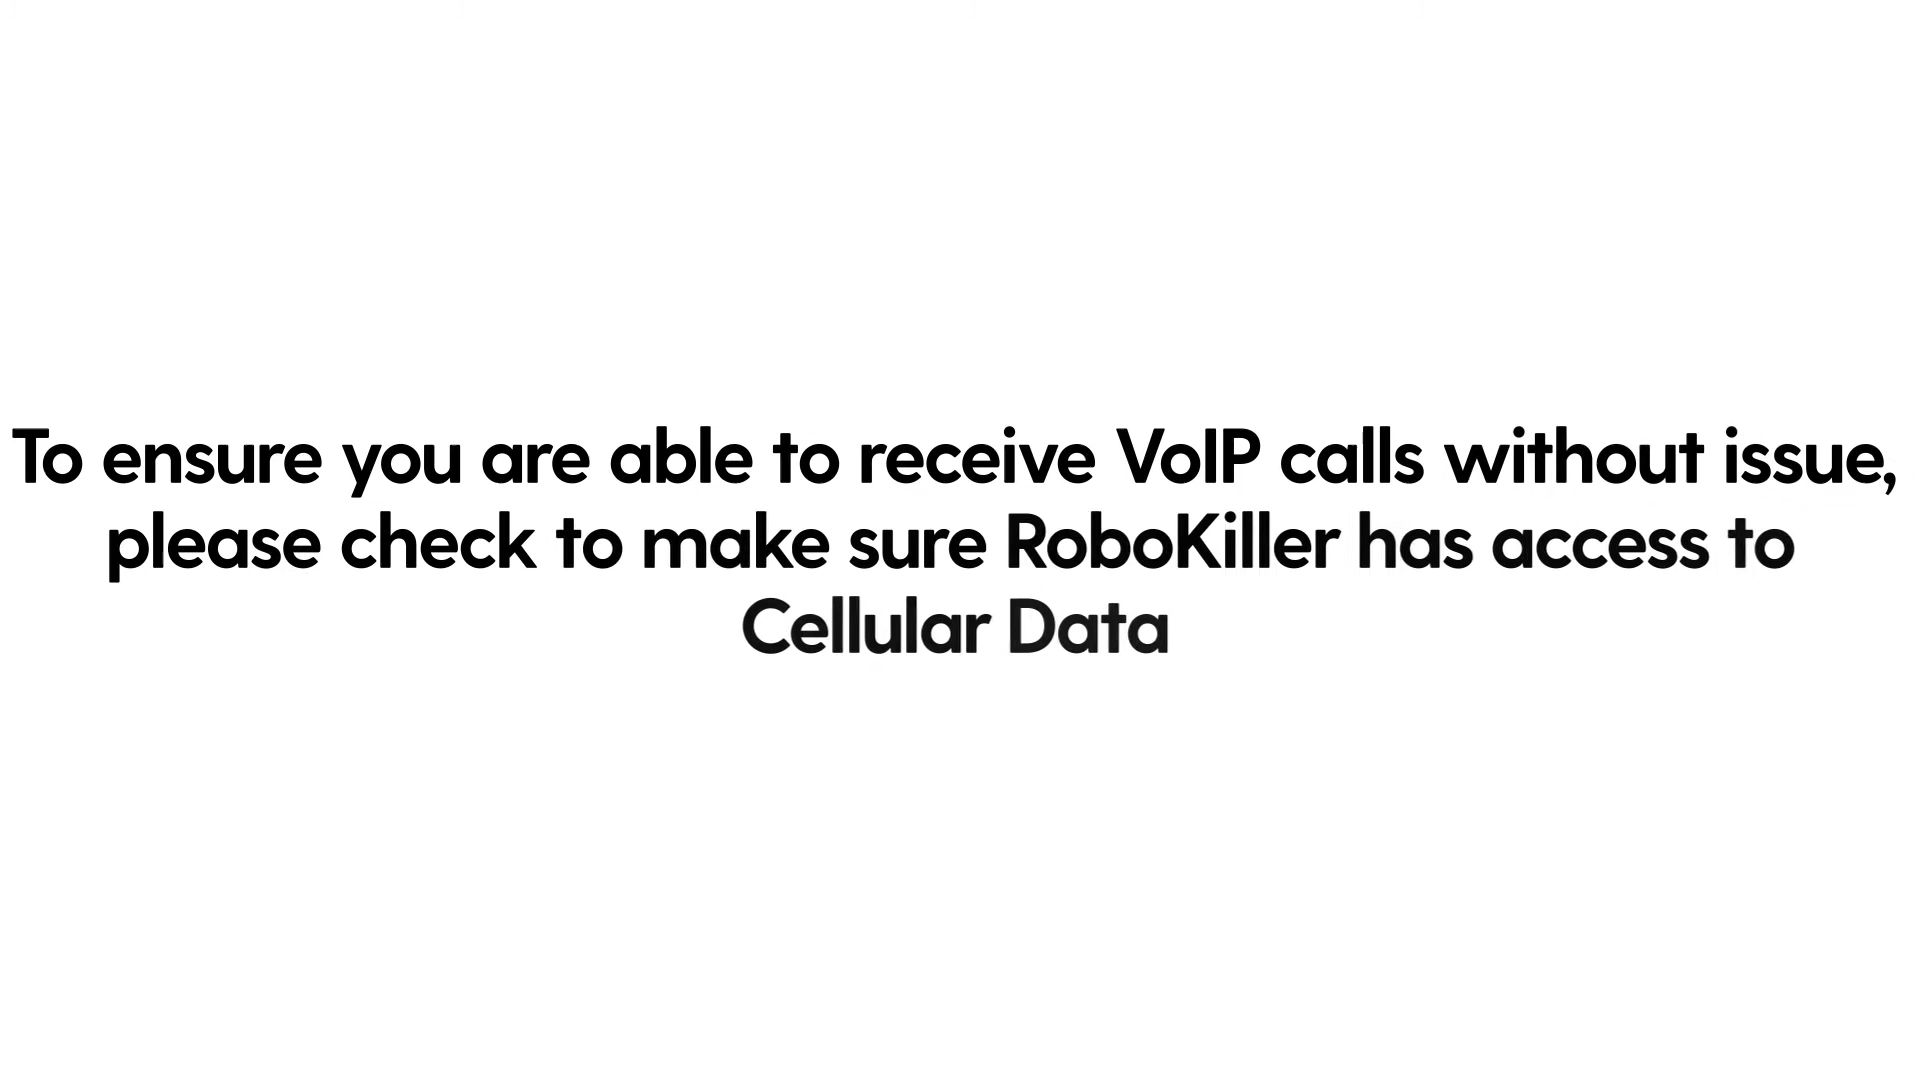 To ensure you are able to receive VoIP calls without issue,
please check to make sure RoboKiller has access to
Cellular Data